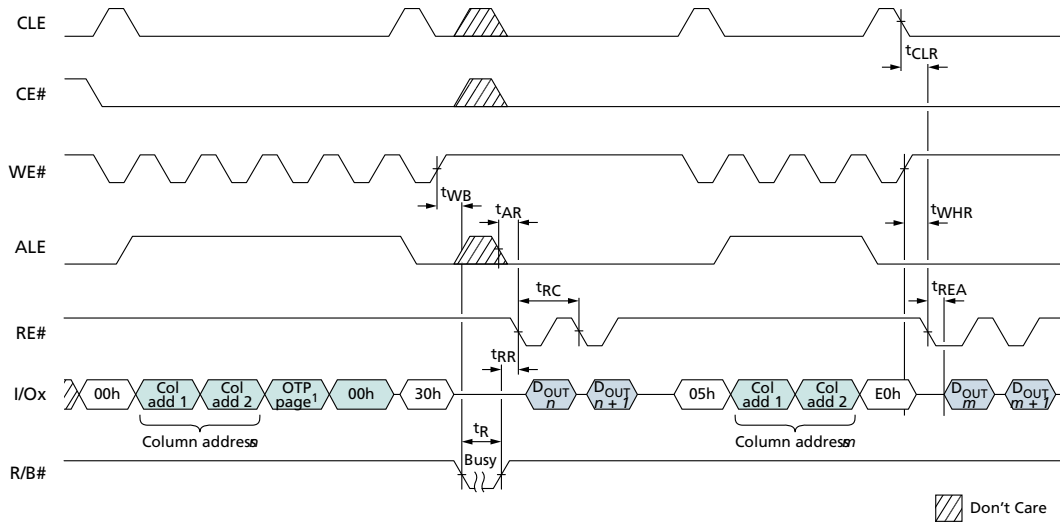 CLE
tCLR
CE#
WE#
tWB
tAR
tWHR
ALE
tRC
tREA
RE#
tRR
I/Ox
00h
Col add 1
Col add 2
OTP page1
00h
30h
DOUT n
DOUT n + 1
05h
Col add 1
Col add 2
E0h
DOUT m
DOUT m + 1
Column address n
tR
Column address m
Busy
R/B#
Don't Care